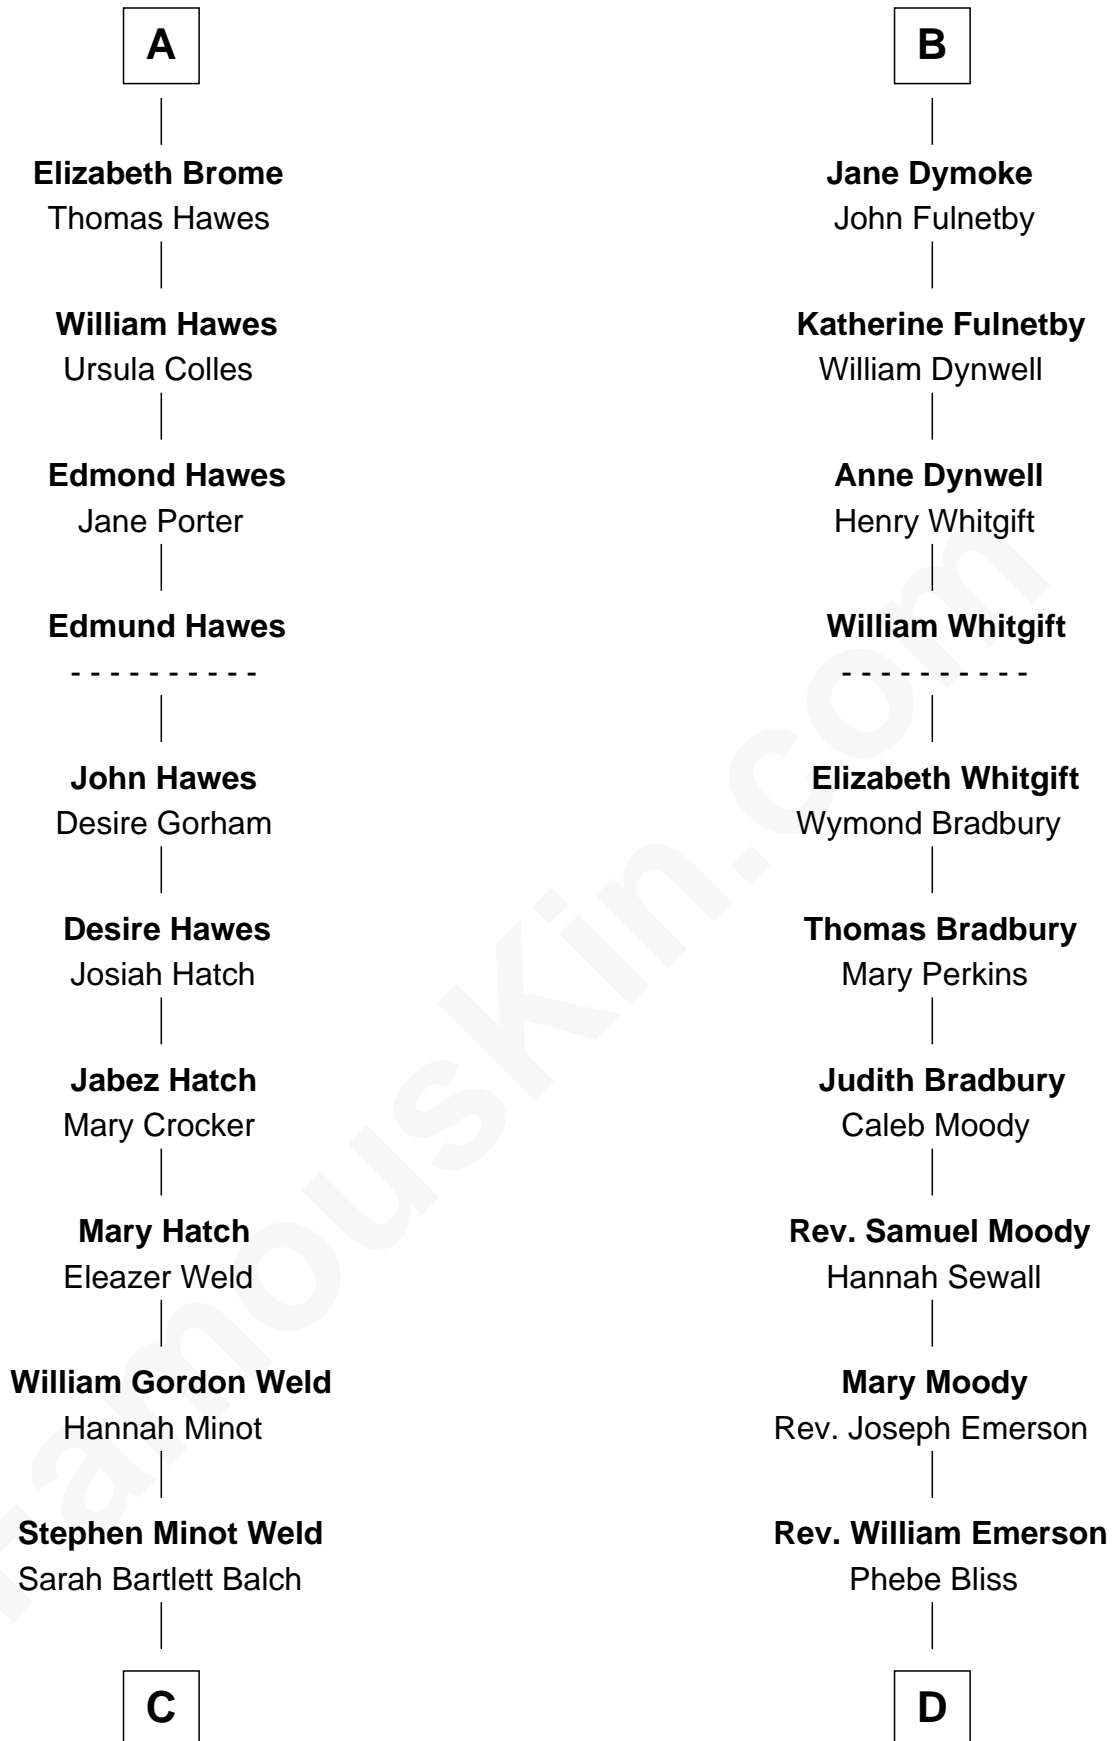 A
Elizabeth Brome
Thomas Hawes
William Hawes
Ursula Colles
Edmond Hawes
Jane Porter
Edmund Hawes
- - - - - - - - - -
John Hawes
Desire Gorham
Desire Hawes
Josiah Hatch
Jabez Hatch
Mary Crocker
Mary Hatch
Eleazer Weld
William Gordon Weld
Hannah Minot
Stephen Minot Weld
Sarah Bartlett Balch
C
B
Jane Dymoke
John Fulnetby
Katherine Fulnetby
William Dynwell
Anne Dynwell
Henry Whitgift
William Whitgift
- - - - - - - - - -
Elizabeth Whitgift
Wymond Bradbury
Thomas Bradbury
Mary Perkins
Judith Bradbury
Caleb Moody
Rev. Samuel Moody
Hannah Sewall
Mary Moody
Rev. Joseph Emerson
Rev. William Emerson
Phebe Bliss
D
FamousKin.com